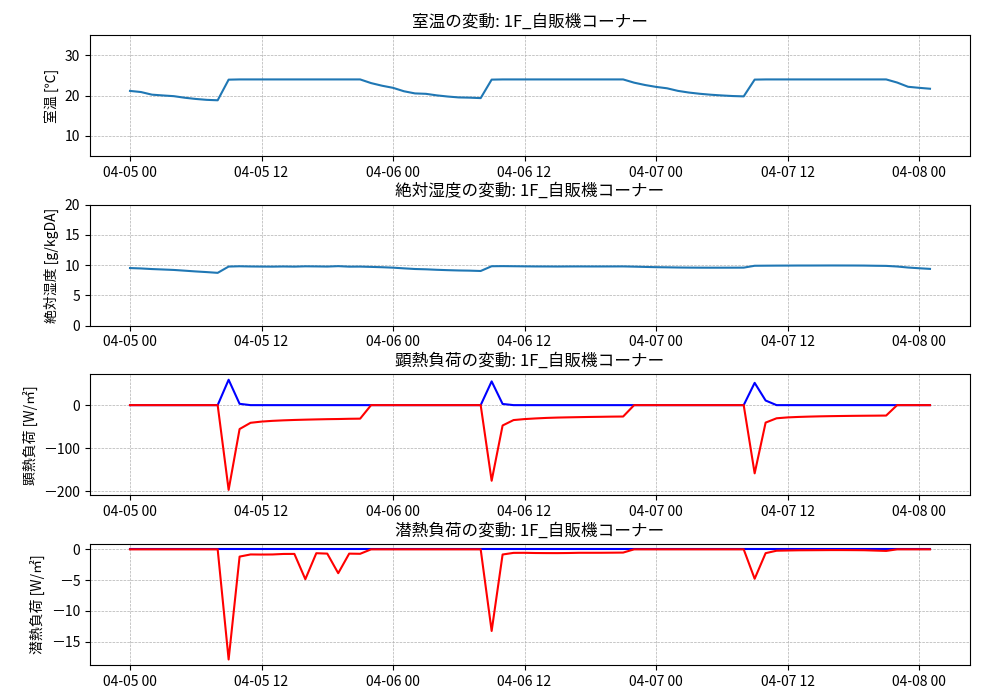 室温の変動: 1F_自販機コーナー
室温 [℃]
30
20
10
04-05 00 04-05 12 04-06 00 04-06 12 04-07 00 04-07 12 04-08 00
絶対湿度の変動: 1F_自販機コーナー
絶対湿度 [g/kgDA]
20
15
10
5
0
04-05 00 04-05 12 04-06 00 04-06 12 04-07 00 04-07 12 04-08 00
顕熱負荷の変動: 1F_自販機コーナー
顕熱負荷 [W/㎡]
0
−100
−200
04-05 00 04-05 12 04-06 00 04-06 12 04-07 00 04-07 12 04-08 00
潜熱負荷の変動: 1F_自販機コーナー
潜熱負荷 [W/㎡]
0
−5
−10
−15
04-05 00 04-05 12 04-06 00 04-06 12 04-07 00 04-07 12 04-08 00